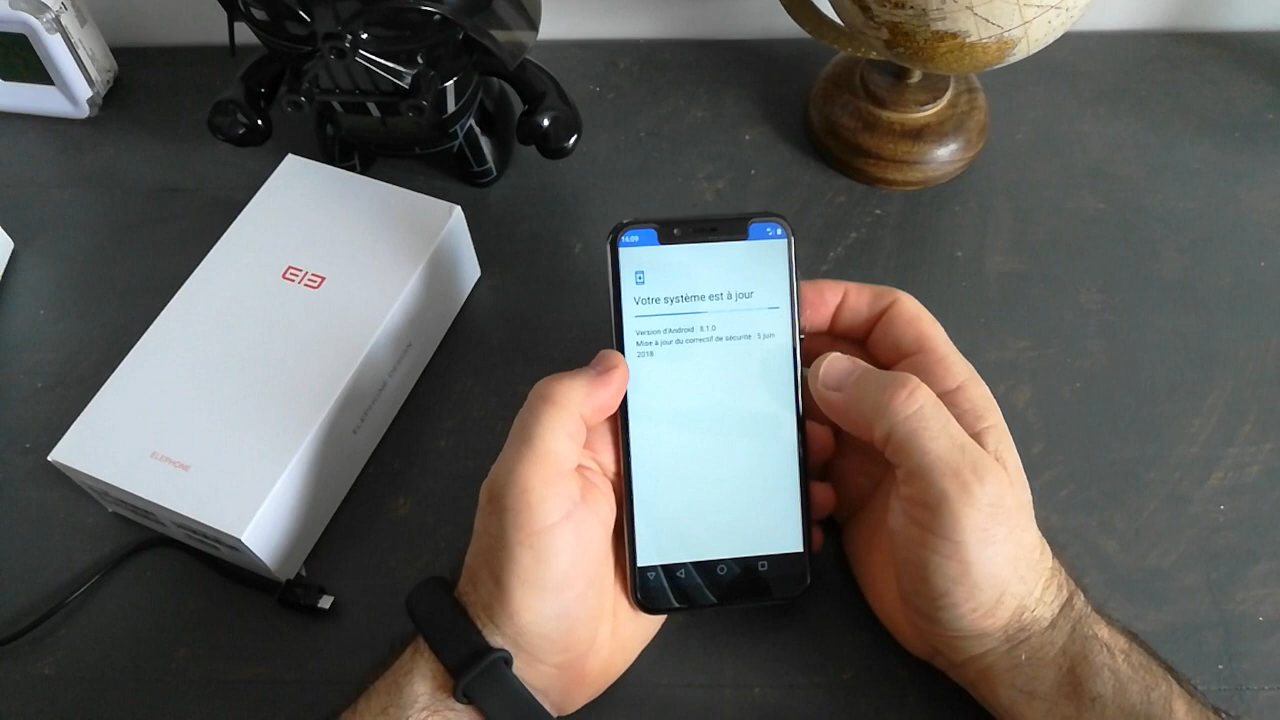 16:09
Votre système est à jour
Version d'Android : 8.1.0
Mise à jour du correctif de sécurité : 5 juin
2018
ELEPHONE